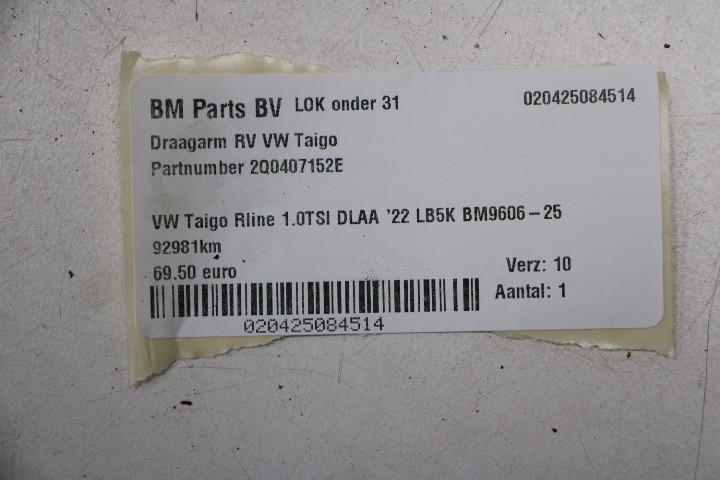 BM Parts BV LOK onder 31 020425084514
Draagarm RV VW Taigo
Partnumber 2Q0407152E
VW Taigo Rline 1.0TSI DLAA '22 LB5K BM9606-25
92981km
69.50 euro Verz: 10
Aantal: 1
020425084514